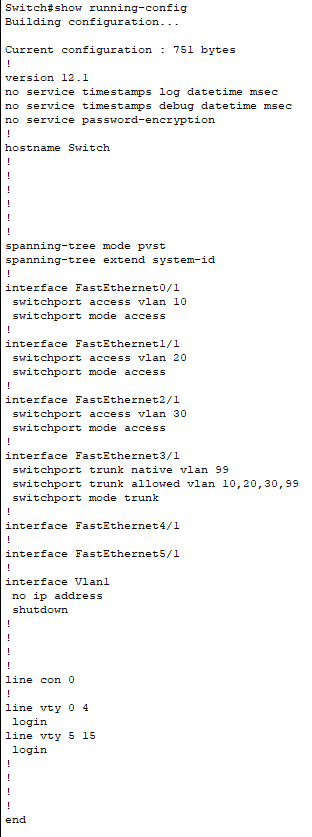 Switch#show running-config
Building configuration...
Current configuration : 751 bytes
!
version 12.1
no service timestamps log datetime msec
no service timestamps debug datetime msec
no service password-encryption
!
hostname Switch
!
!
!
!
!
!
spanning-tree mode pvst
spanning-tree extend system-id
!
interface FastEthernet0/1
switchport access vlan 10
switchport mode access
!
interface FastEthernet1/1
switchport access vlan 20
switchport mode access
!
interface FastEthernet2/1
switchport access vlan 30
switchport mode access
!
interface FastEthernet3/1
switchport trunk native vlan 99
switchport trunk allowed vlan 10,20,30,99
switchport mode trunk
!
interface FastEthernet4/1
!
interface FastEthernet5/1
!
interface Vlan1
no ip address
shutdown
!
!
!
!
line con 0
!
line vty 0 4
login
line vty 5 15
login
!
!
!
!
end